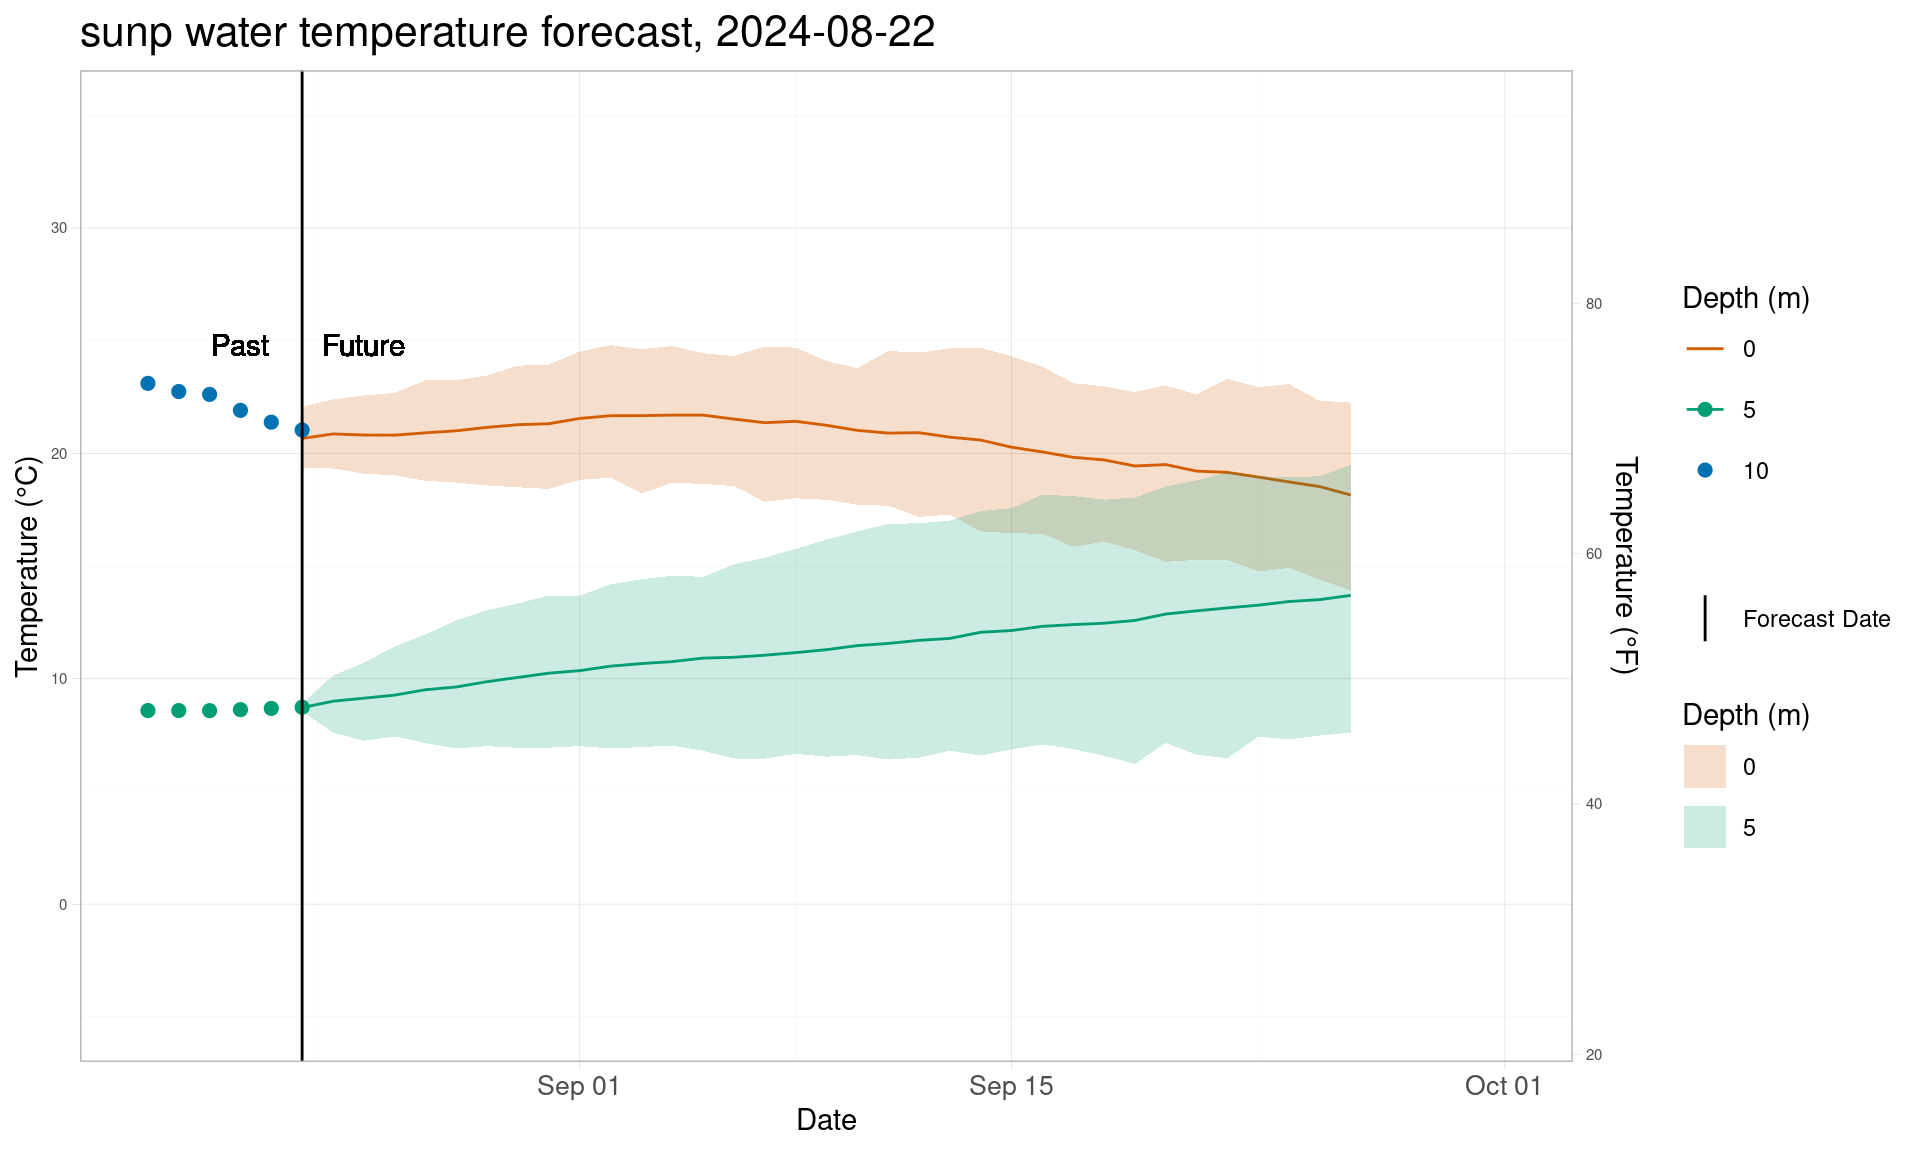 sunp water temperature forecast, 2024-08-22
Past
Future
30
20
10
0
Temperature (°C)
80
60
40
20
Temperature (°F)
Sep 01
Sep 15
Oct 01
Date
Depth (m)
0
5
10
Forecast Date
Depth (m)
0
5